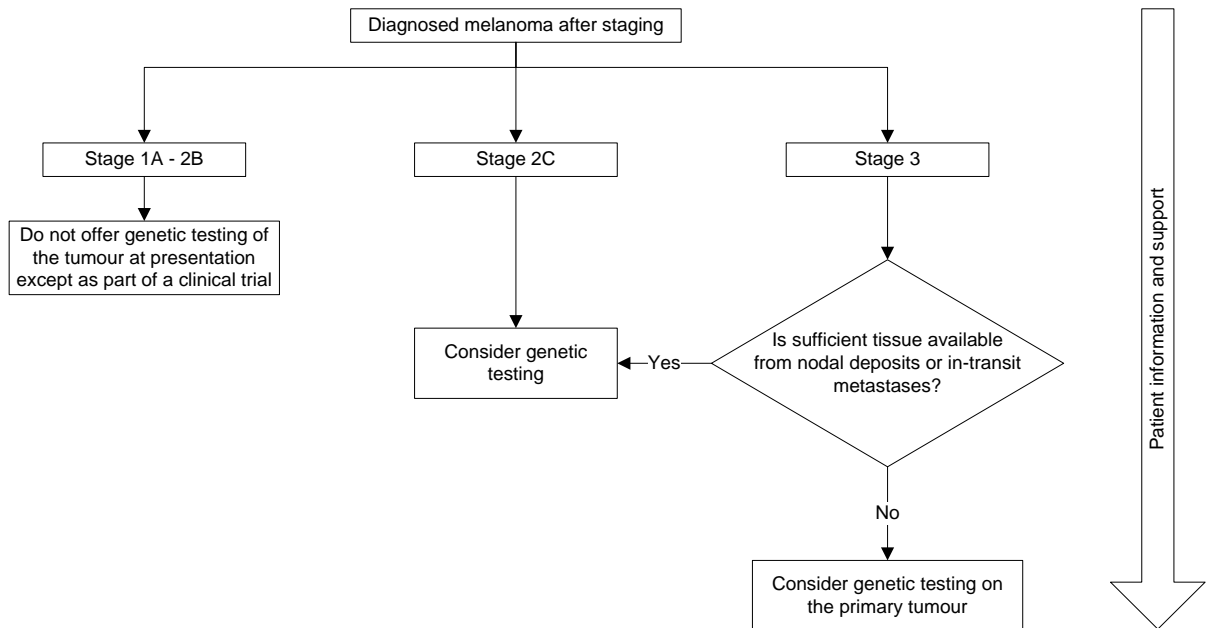 Diagnosed melanoma after staging
Stage 1A - 2B
Stage 2C
Stage 3
Do not offer genetic testing of
the tumour at presentation
except as part of a clinical trial
Consider genetic
testing
Yes
Is sufficient tissue available
from nodal deposits or in-transit
metastases?
No
Consider genetic testing on
the primary tumour
Patient information and support